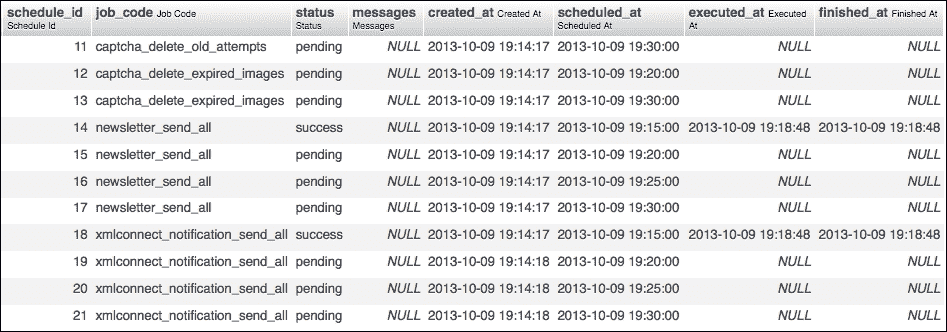 schedule_id job_code Job Code status messages created_at Created At scheduled_at executed_at Executed finished_at Finished At
Schedule Id Status Messages Scheduled At At
11 captcha_delete_old_attempts pending NULL 2013-10-09 19:14:17 2013-10-09 19:30:00 NULL NULL
12 captcha_delete_expired_images pending NULL 2013-10-09 19:14:17 2013-10-09 19:20:00 NULL NULL
13 captcha_delete_expired_images pending NULL 2013-10-09 19:14:17 2013-10-09 19:30:00 NULL NULL
14 newsletter_send_all success NULL 2013-10-09 19:14:17 2013-10-09 19:15:00 2013-10-09 19:18:48 2013-10-09 19:18:48
15 newsletter_send_all pending NULL 2013-10-09 19:14:17 2013-10-09 19:20:00 NULL NULL
16 newsletter_send_all pending NULL 2013-10-09 19:14:17 2013-10-09 19:25:00 NULL NULL
17 newsletter_send_all pending NULL 2013-10-09 19:14:17 2013-10-09 19:30:00 NULL NULL
18 xmlconnect_notification_send_all success NULL 2013-10-09 19:14:17 2013-10-09 19:15:00 2013-10-09 19:18:48 2013-10-09 19:18:48
19 xmlconnect_notification_send_all pending NULL 2013-10-09 19:14:18 2013-10-09 19:20:00 NULL NULL
20 xmlconnect_notification_send_all pending NULL 2013-10-09 19:14:18 2013-10-09 19:25:00 NULL NULL
21 xmlconnect_notification_send_all pending NULL 2013-10-09 19:14:18 2013-10-09 19:30:00 NULL NULL